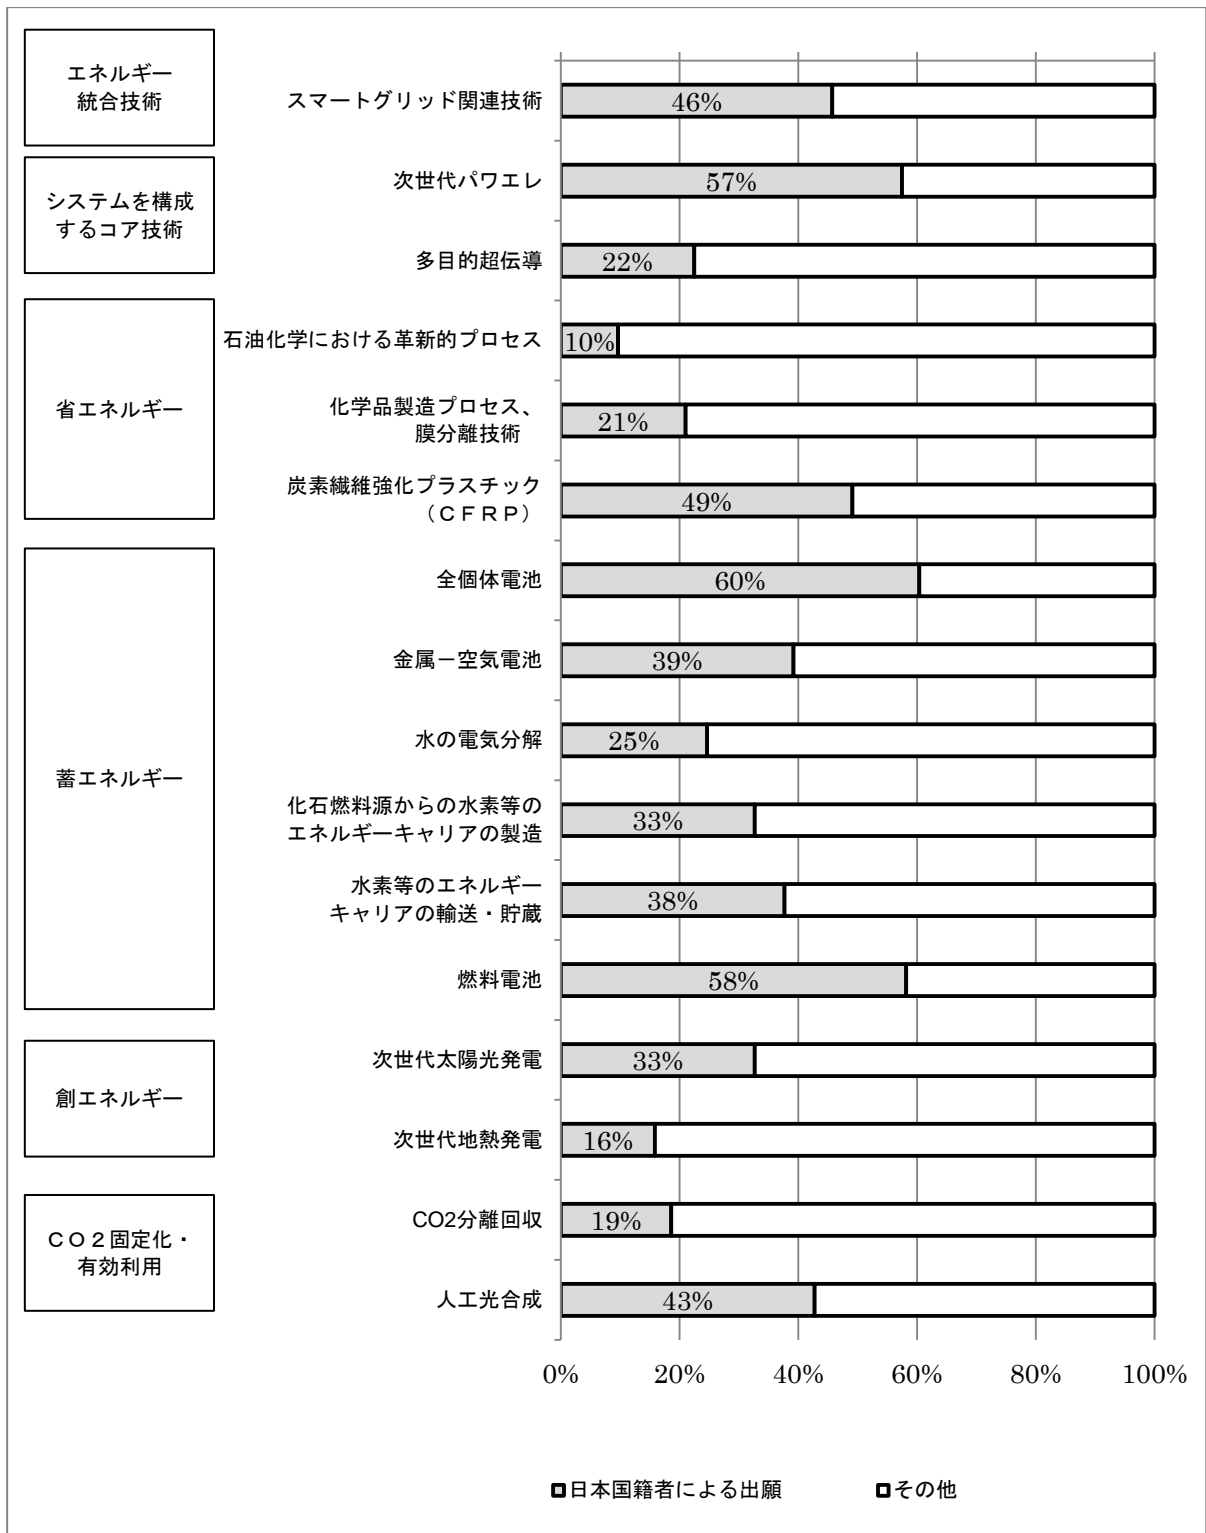 エネルギー
統合技術
スマートグリッド関連技術
46%
システムを構成
するコア技術
次世代パワエレ
57%
多目的超伝導
22%
省エネルギー
石油化学における革新的プロセス
10%
化学品製造プロセス、
膜分離技術
21%
炭素繊維強化プラスチック
（ＣＦＲＰ）
49%
蓄エネルギー
全個体電池
60%
金属－空気電池
39%
水の電気分解
25%
化石燃料源からの水素等の
エネルギーキャリアの製造
33%
水素等のエネルギー
キャリアの輸送・貯蔵
38%
燃料電池
58%
創エネルギー
次世代太陽光発電
33%
次世代地熱発電
16%
ＣＯ２固定化・
有効利用
CO2分離回収
19%
人工光合成
43%
0% 20% 40% 60% 80% 100%
日本国籍者による出願 その他